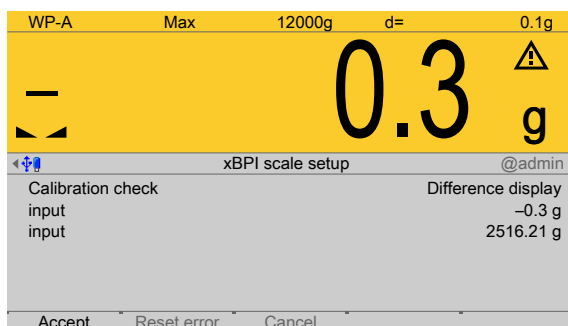 WP-A Max 12000g d= 0.1g
– 0.3 g
xBPI scale setup @admin
Calibration check Difference display
input –0.3 g
input 2516.21 g
Accept Reset error Cancel